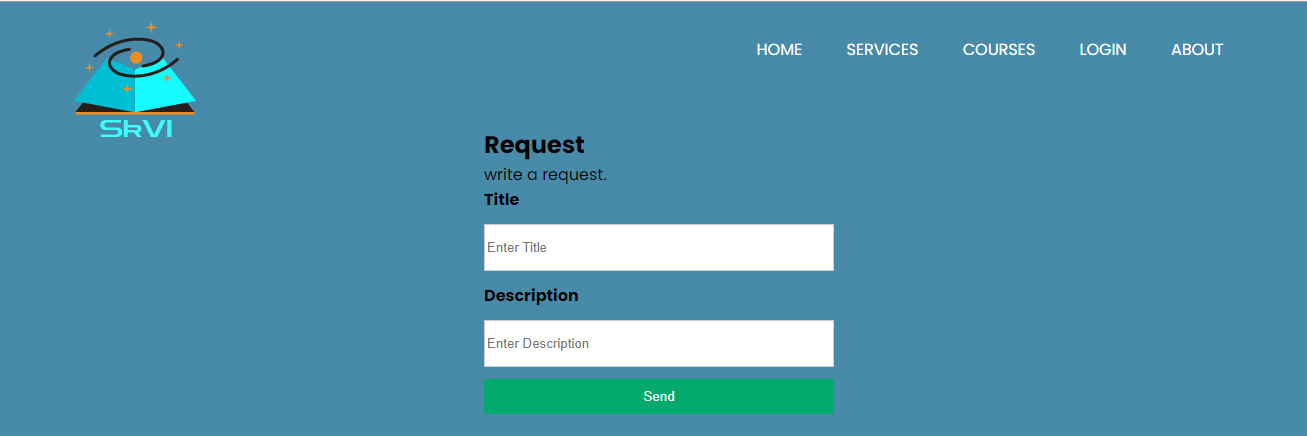 HOME SERVICES COURSES LOGIN ABOUT
SkVI
Request
write a request.
Title
Enter Title
Description
Enter Description
Send